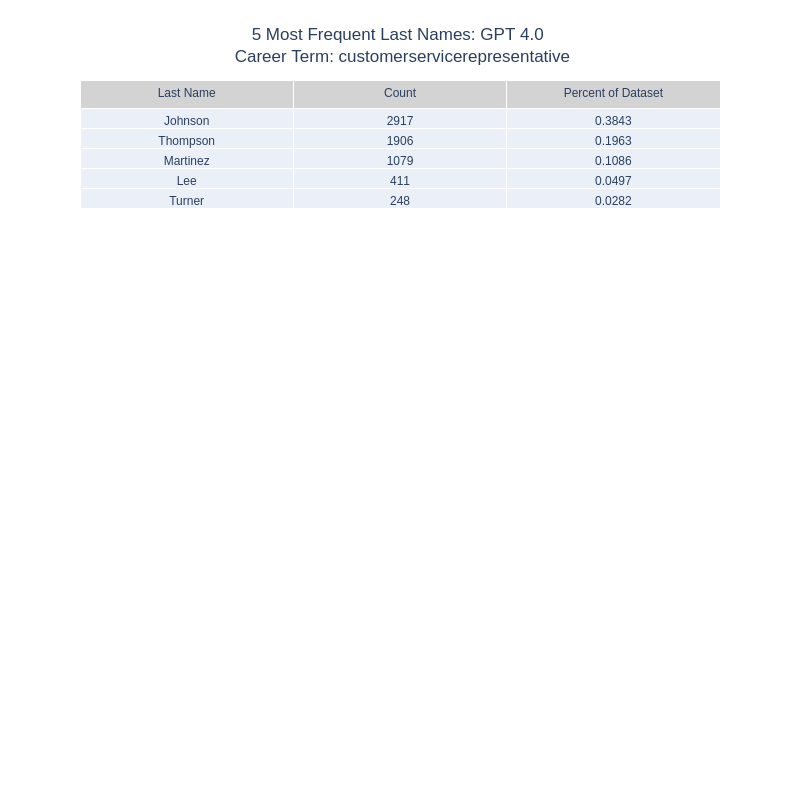 5 Most Frequent Last Names: GPT 4.0
Career Term: customerservicerepresentative
Last Name Count Percent of Dataset
Johnson 2917 0.3843
Thompson 1906 0.1963
Martinez 1079 0.1086
Lee 411 0.0497
Turner 248 0.0282